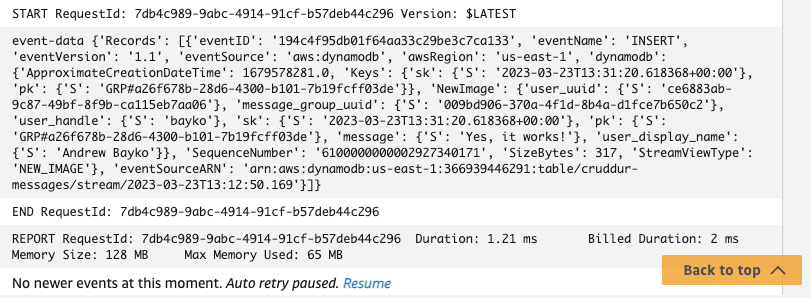 START RequestId: 7db4c989-9abc-4914-91cf-b57deb44c296 Version: $LATEST
event-data {'Records': [{'eventID': '194c4f95db01f64aa33c29be3c7ca133', 'eventName': 'INSERT',
'eventVersion': '1.1', 'eventSource': 'aws:dynamodb', 'awsRegion': 'us-east-1', 'dynamodb':
{'ApproximateCreationDateTime': 1679578281.0, 'Keys': {'sk': {'S': '2023-03-23T13:31:20.618368+00:00'},
'pk': {'S': 'GRP#a26f678b-28d6-4300-b101-7b19fcff03de'}}, 'NewImage': {'user_uuid': {'S': 'ce6883ab-
9c87-49bf-8f9b-ca115eb7aa06'}, 'message_group_uuid': {'S': '009bd906-370a-4f1d-8b4a-d1fce7b650c2'},
'user_handle': {'S': 'bayko'}, 'sk': {'S': '2023-03-23T13:31:20.618368+00:00'}, 'pk': {'S':
'GRP#a26f678b-28d6-4300-b101-7b19fcff03de'}, 'message': {'S': 'Yes, it works!'}, 'user_display_name':
{'S': 'Andrew Bayko'}}, 'SequenceNumber': '6100000000002927340171', 'SizeBytes': 317, 'StreamViewType':
'NEW_IMAGE'}, 'eventSourceARN': 'arn:aws:dynamodb:us-east-1:366939446291:table/cruddur-
messages/stream/2023-03-23T13:12:50.169'}]}
END RequestId: 7db4c989-9abc-4914-91cf-b57deb44c296
REPORT RequestId: 7db4c989-9abc-4914-91cf-b57deb44c296 Duration: 1.21 ms Billed Duration: 2 ms
Memory Size: 128 MB Max Memory Used: 65 MB
Back to top
No newer events at this moment. Auto retry paused. Resume